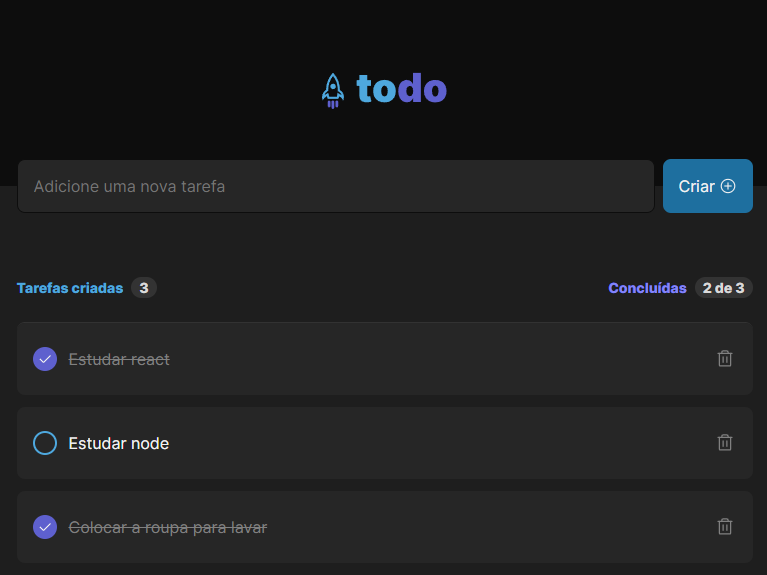 todo
Adicione uma nova tarefa
Criar
Tarefas criadas 3
Concluídas 2 de 3
Estudar react
Estudar node
Colocar a roupa para lavar